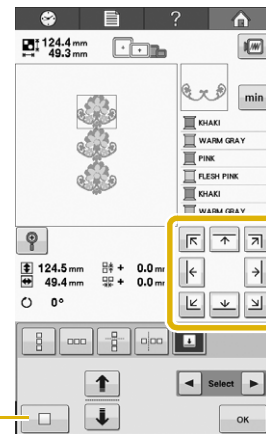 ?
124.4 mm
49.3 mm
min
KHAKI
WARM GRAY
PINK
FLESH PINK
KHAKI
WARM GRAY
124.5 mm + 0.0 mm
49.4 mm + 0.0 mm
0°
Select
OK